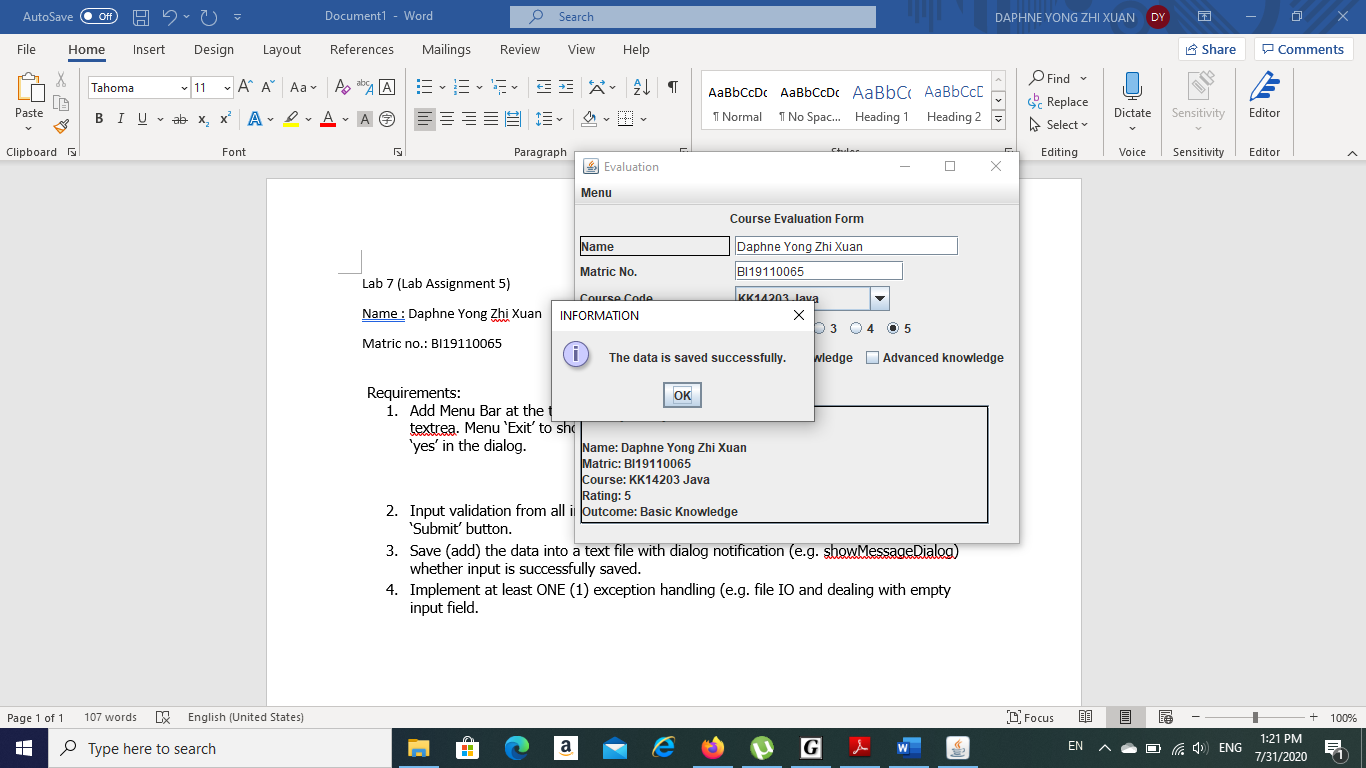 AutoSave Off Document1 - Word Search DAPHNE YONG ZHI XUAN DY
File Home Insert Design Layout References Mailings Review View Help Share Comments
Paste
Clipboard
Tahoma 11
Font
Paragraph
AaBbCcDc AaBbCcDc AaBbC AaBbCcE
¶ Normal ¶ No Spac... Heading 1 Heading 2
Find
Replace
Select
Editing
Dictate
Voice
Sensitivity
Sensitivity
Editor
Editor
Lab 7 (Lab Assignment 5)
Name : Daphne Yong Zhi Xuan
Matric no.: BI19110065
Requirements:
1. Add Menu Bar at the
textrea. Menu ‘Exit’ to
‘yes’ in the dialog.
2. Input validation from all
‘Submit’ button.
3. Save (add) the data into a text file with dialog notification (e.g. showMessageDialog)
whether input is successfully saved.
4. Implement at least ONE (1) exception handling (e.g. file IO and dealing with empty
input field.
Evaluation
Menu
Course Evaluation Form
Name Daphne Yong Zhi Xuan
Matric No. BI19110065
Course Code KK14203 Java
3 4 5
Advanced knowledge
Name: Daphne Yong Zhi Xuan
Matric: BI19110065
Course: KK14203 Java
Rating: 5
Outcome: Basic Knowledge
INFORMATION
The data is saved successfully.
OK
Page 1 of 1 107 words English (United States) Focus 100%
Type here to search
EN ENG 1:21 PM
7/31/2020